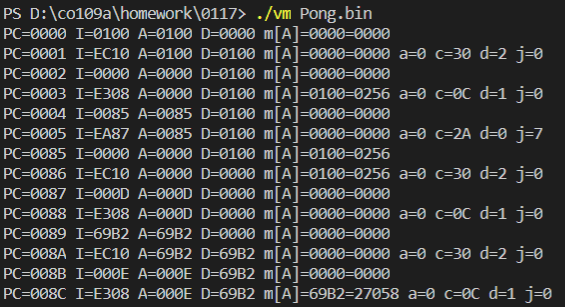 PS D:\co109a\homework\0117> ./vm Pong.bin
PC=0000 I=0100 A=0100 D=0000 m[A]=0000=0000
PC=0001 I=EC10 A=0100 D=0100 m[A]=0000=0000 a=0 c=30 d=2 j=0
PC=0002 I=0000 A=0000 D=0100 m[A]=0000=0000
PC=0003 I=E308 A=0000 D=0100 m[A]=0100=0256 a=0 c=0C d=1 j=0
PC=0004 I=0085 A=0085 D=0100 m[A]=0000=0000
PC=0005 I=EA87 A=0085 D=0100 m[A]=0000=0000 a=0 c=2A d=0 j=7
PC=0085 I=0000 A=0000 D=0100 m[A]=0100=0256
PC=0086 I=EC10 A=0000 D=0000 m[A]=0100=0256 a=0 c=30 d=2 j=0
PC=0087 I=000D A=000D D=0000 m[A]=0000=0000
PC=0088 I=E308 A=000D D=0000 m[A]=0000=0000 a=0 c=0C d=1 j=0
PC=0089 I=69B2 A=69B2 D=0000 m[A]=0000=0000
PC=008A I=EC10 A=69B2 D=69B2 m[A]=0000=0000 a=0 c=30 d=2 j=0
PC=008B I=000E A=000E D=69B2 m[A]=0000=0000
PC=008C I=E308 A=000E D=69B2 m[A]=69B2=27058 a=0 c=0C d=1 j=0